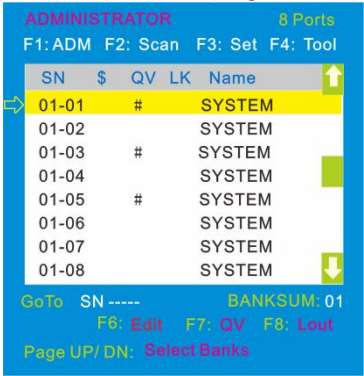 ADMINISTRATOR 8 Ports
F1: ADM F2: Scan F3: Set F4: Tool
SN $ QV LK Name
01-01 # SYSTEM
01-02 SYSTEM
01-03 # SYSTEM
01-04 SYSTEM
01-05 # SYSTEM
01-06 SYSTEM
01-07 SYSTEM
01-08 SYSTEM
GoTo SN ----- BANKSUM: 01
F6: Edit F7: QV F8: Lout
Page UP/ DN: Select Banks